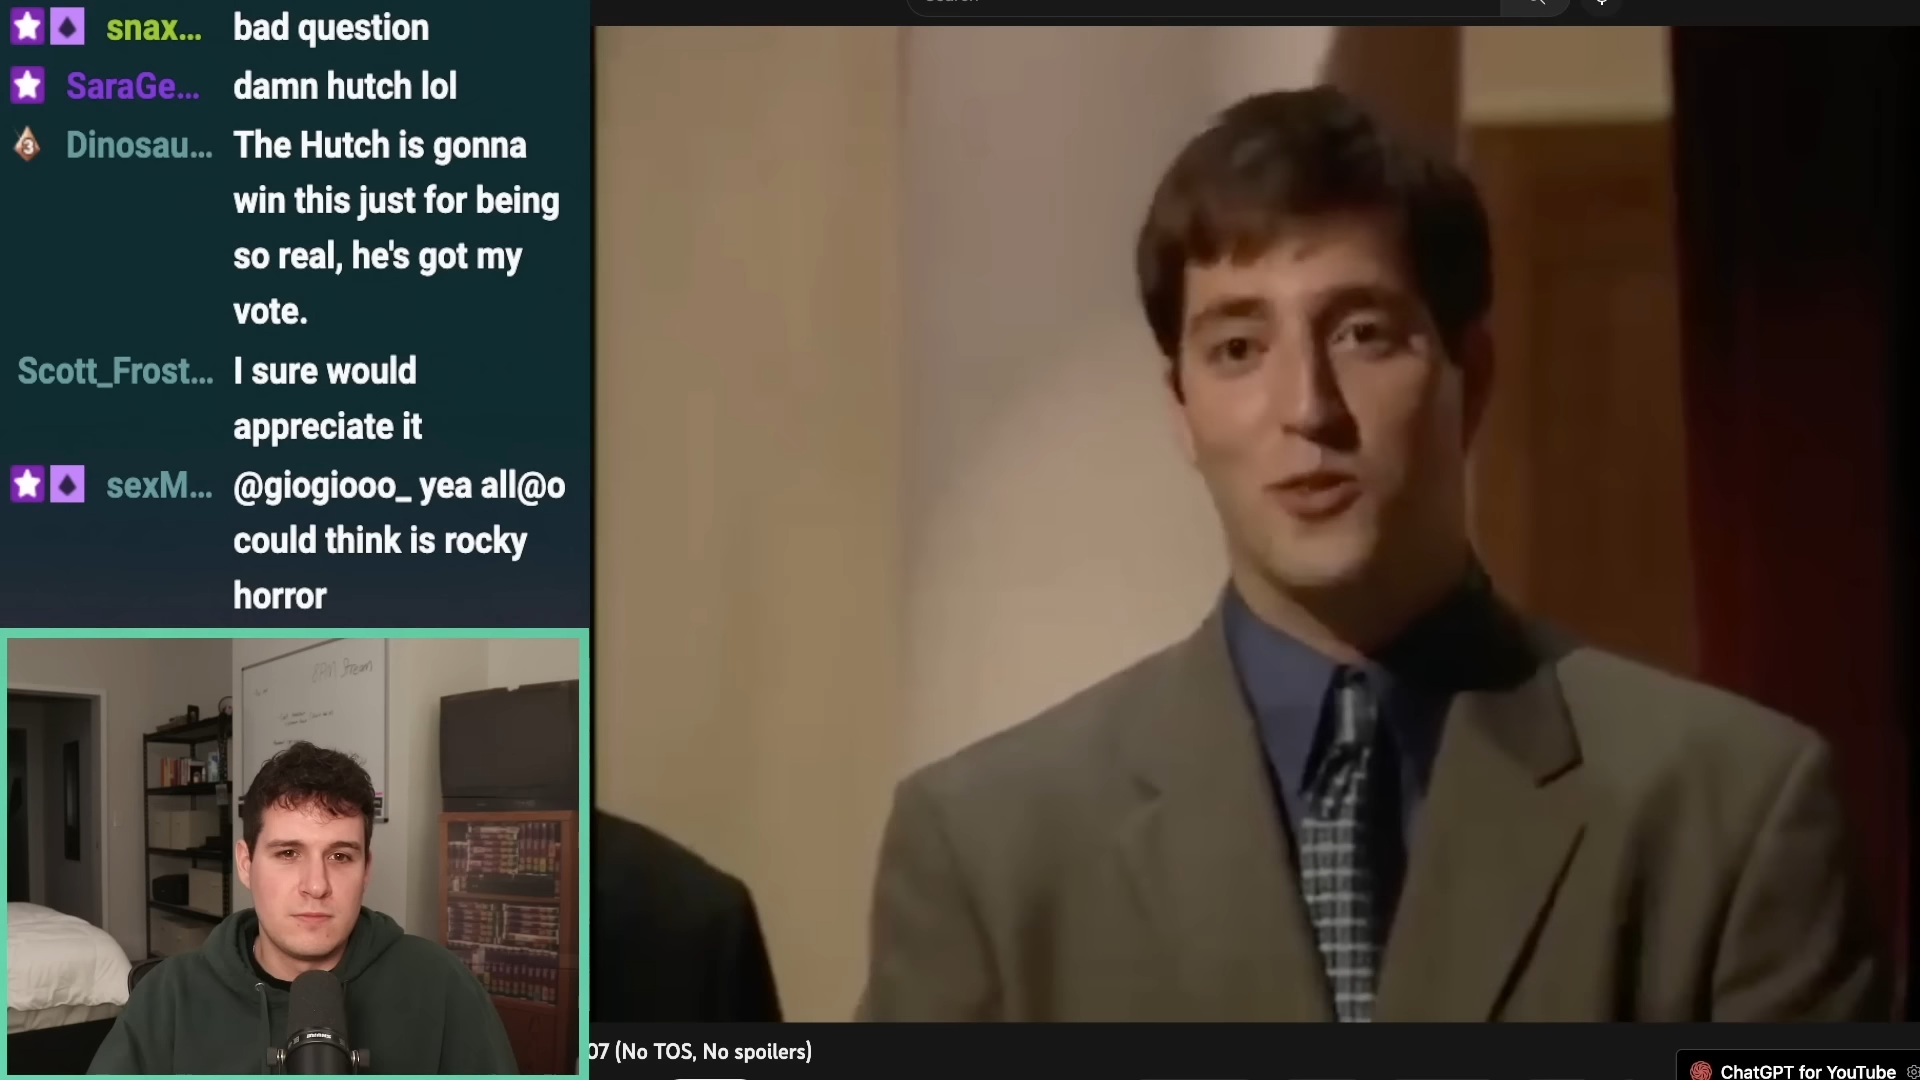 snax... bad question
SaraGe... damn hutch lol
Dinosau... The Hutch is gonna
win this just for being
so real, he's got my
vote.
Scott_Frost... I sure would
appreciate it
sexM... @giogiooo_ yea all@o
could think is rocky
horror
07 (No TOS, No spoilers)
ChatGPT for YouTube